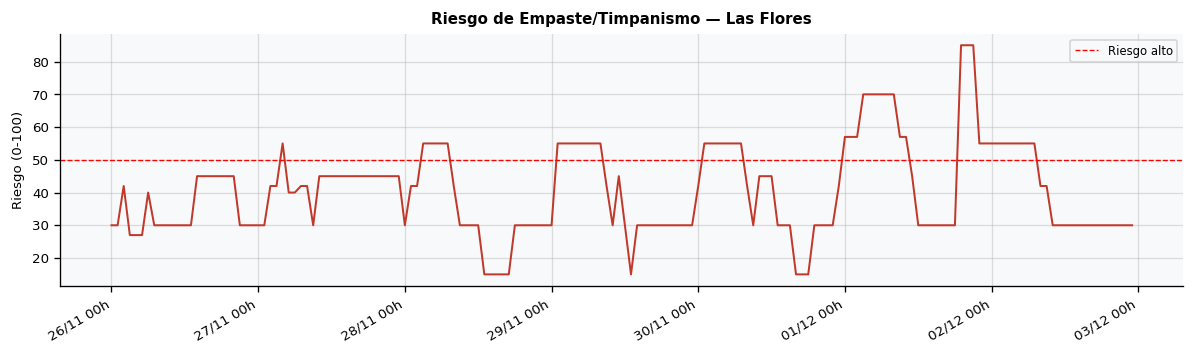 Riesgo de Empaste/Timpanismo — Las Flores
Riesgo alto
Riesgo (0-100)
80
70
60
50
40
30
20
26/11 00h
27/11 00h
28/11 00h
29/11 00h
30/11 00h
01/12 00h
02/12 00h
03/12 00h